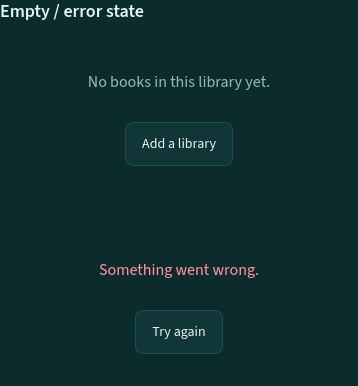 Empty / error state
No books in this library yet.
Add a library
Something went wrong.
Try again